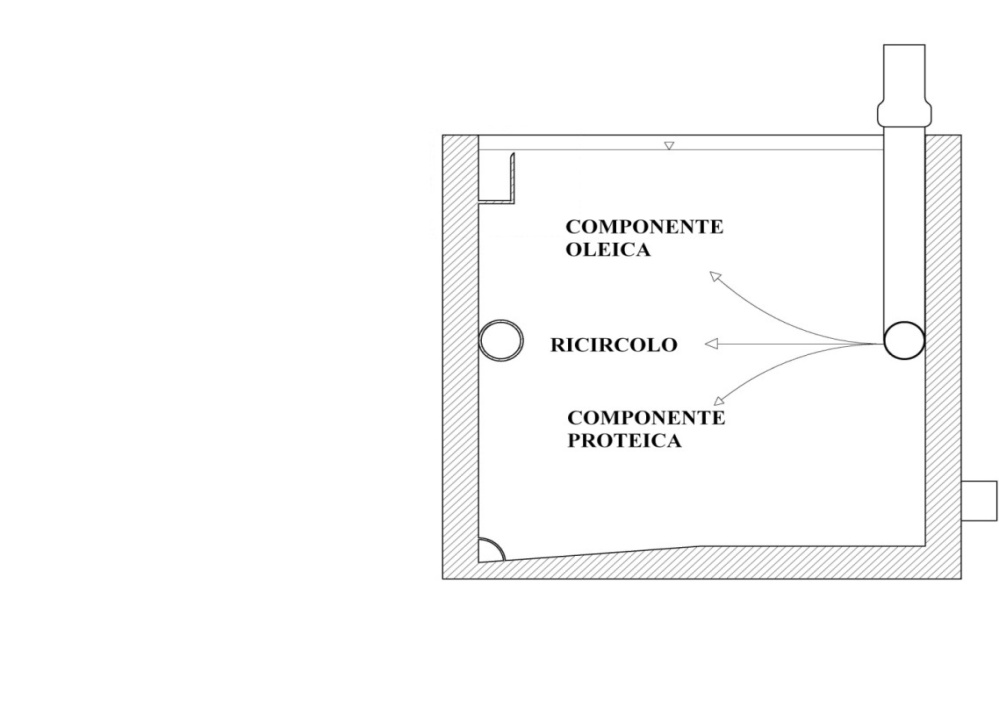 COMPONENTE
OLEICA
RICIRCOLO
COMPONENTE
PROTEICA